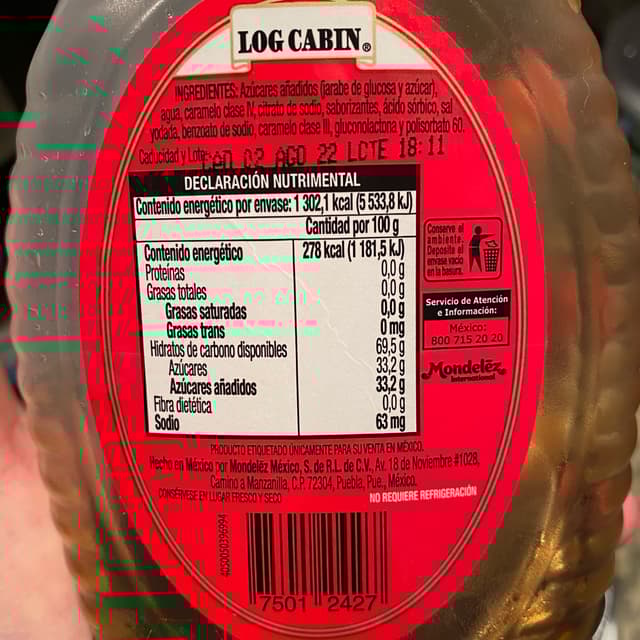 LOG CABIN®
INGREDIENTES: Azúcares añadidos (jarabe de glucosa y azúcar),
agua, caramelo clase IV, citrato de sodio, saborizantes, ácido sórbico, sal
yodada, benzoato de sodio, caramelo clase III, gluconolactona y polisorbato 60.
Caducidad y Lote: 02 AGO 22 LOTE 18:11
DECLARACIÓN NUTRIMENTAL
Contenido energético por envase: 1 302,1 kcal (5 533,8 kJ)
Cantidad por 100 g
Contenido energético 278 kcal (1 181,5 kJ)
Proteínas 0,0 g
Grasas totales 0,0 g
Grasas saturadas 0,0 g
Grasas trans 0 mg
Hidratos de carbono disponibles 69,5 g
Azúcares 33,2 g
Azúcares añadidos 33,2 g
Fibra dietética 0,0 g
Sodio 63 mg
Conserve el
ambiente.
Deposite el
envase vacío
en la basura.
Servicio de Atención
e Información:
México:
800 715 20 20
Mondelēz
International
PRODUCTO ETIQUETADO ÚNICAMENTE PARA SU VENTA EN MÉXICO.
Hecho en México por Mondelēz México, S. de R.L. de C.V., Av. 18 de Noviembre #1028,
Camino a Manzanilla, C.P. 72304, Puebla, Pue., México.
CONSÉRVESE EN LUGAR FRESCO Y SECO
NO REQUIERE REFRIGERACIÓN
4050050396994
7501 2427